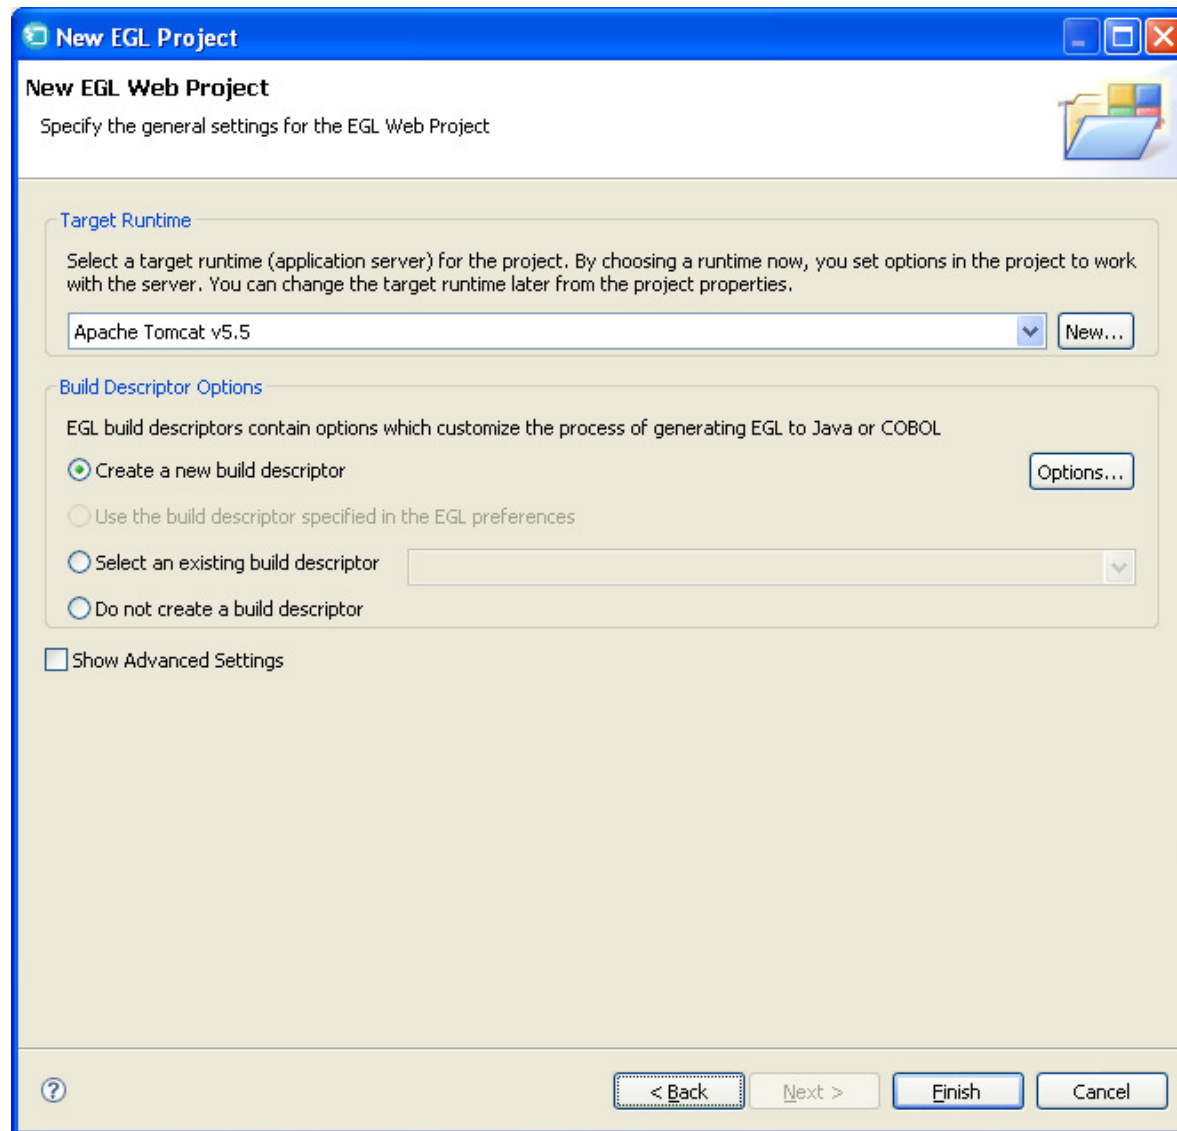 New EGL Project
New EGL Web Project
Specify the general settings for the EGL Web Project
Target Runtime
Select a target runtime (application server) for the project. By choosing a runtime now, you set options in the project to work
with the server. You can change the target runtime later from the project properties.
Apache Tomcat v5.5
New...
Build Descriptor Options
EGL build descriptors contain options which customize the process of generating EGL to Java or COBOL
Create a new build descriptor
Options...
Use the build descriptor specified in the EGL preferences
Select an existing build descriptor
Do not create a build descriptor
Show Advanced Settings
? < Back Next > Finish Cancel